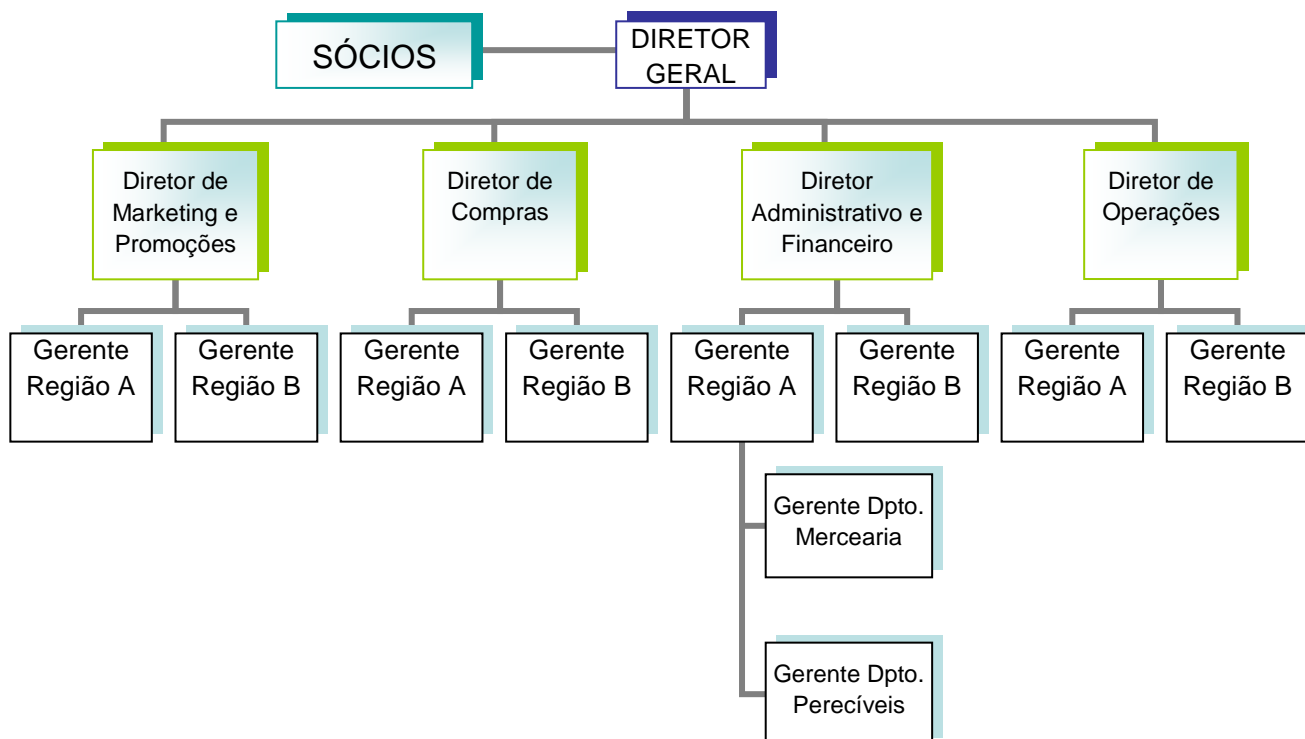 SÓCIOS
DIRETOR
GERAL
Diretor de
Marketing e
Promoções
Diretor de
Compras
Diretor
Administrativo e
Financeiro
Diretor de
Operações
Gerente
Região A
Gerente
Região B
Gerente
Região A
Gerente
Região B
Gerente
Região A
Gerente
Região B
Gerente
Região A
Gerente
Região B
Gerente Dpto.
Mercearia
Gerente Dpto.
Perecíveis